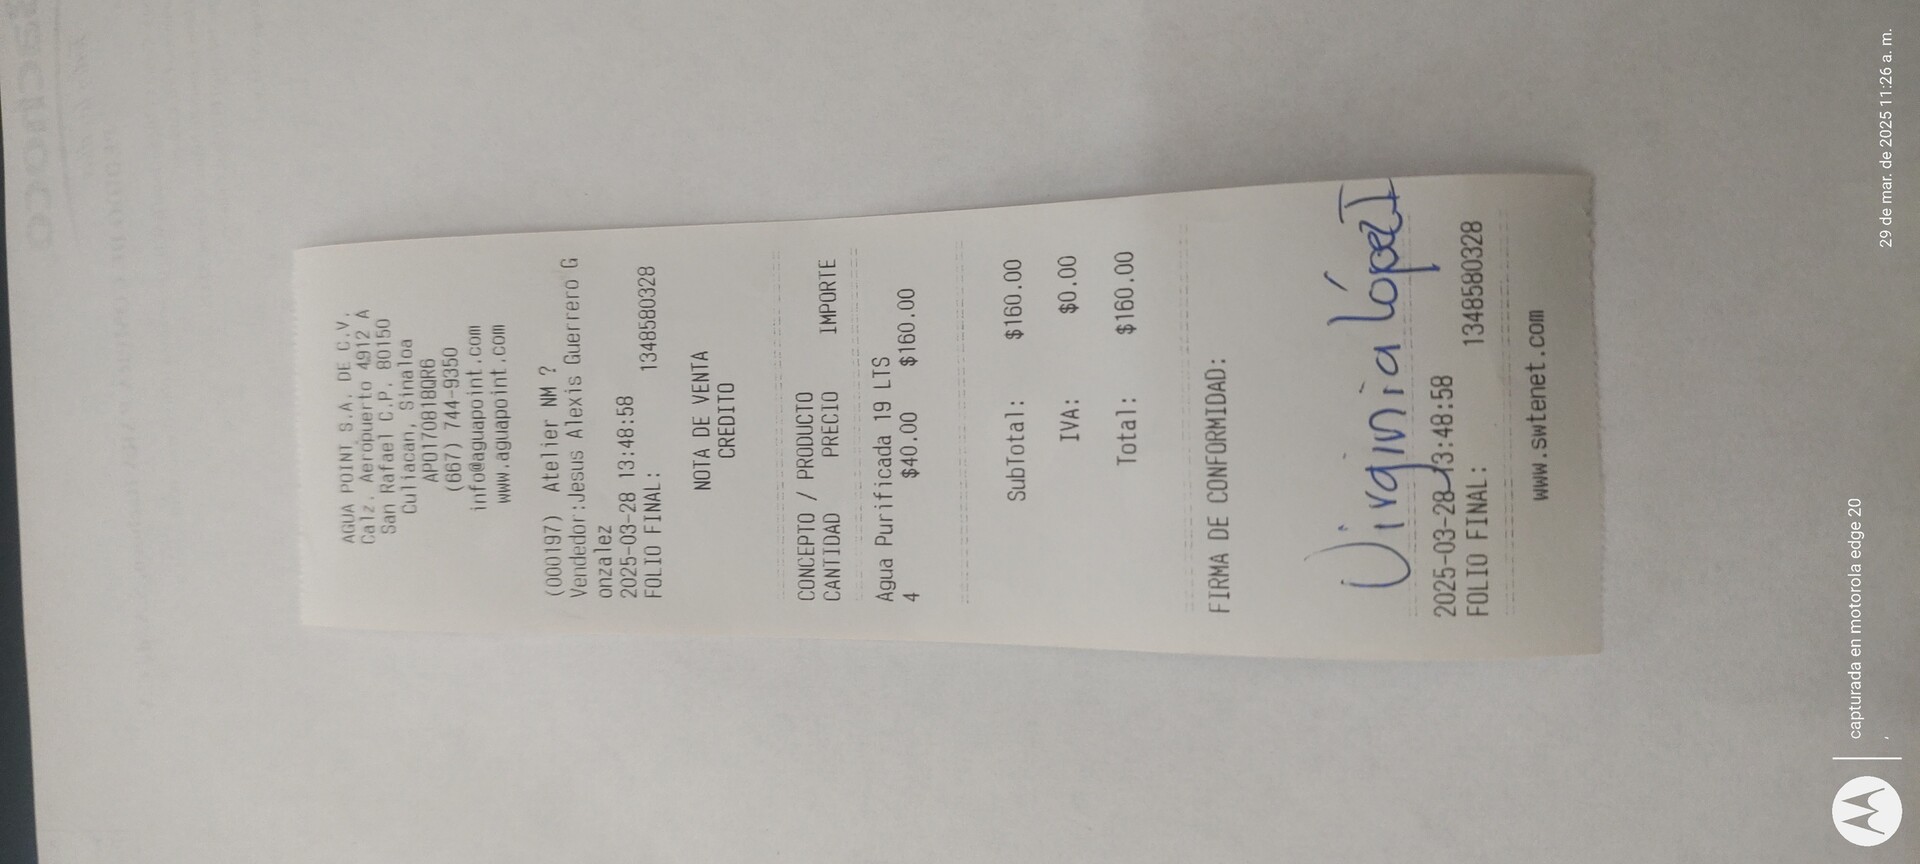 AGUA POINT S.A. DE C.V.
Calz. Aeropuerto 4912 A
San Rafael C.P. 80150
Culiacan, Sinaloa
APO170818QR6
(667) 744-9350
info@aguapoint.com
www.aguapoint.com
(000197) Atelier NM ?
Vendedor:Jesus Alexis Guerrero G
onzalez
2025-03-28 13:48:58
FOLIO FINAL: 1348580328
NOTA DE VENTA
CREDITO
CONCEPTO / PRODUCTO
CANTIDAD PRECIO IMPORTE
Agua Purificada 19 LTS
4 $40.00 $160.00
SubTotal: $160.00
IVA: $0.00
Total: $160.00
FIRMA DE CONFORMIDAD:
Virginia López
2025-03-28 13:48:58
FOLIO FINAL: 1348580328
www.swtenet.com
capturada en motorola edge 20
29 de mar. de 2025 11:26 a. m.